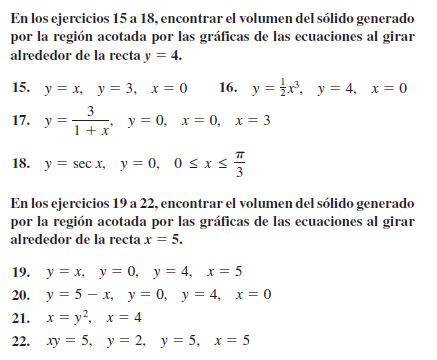 En los ejercicios 15 a 18, encontrar el volumen del sólido generado
por la región acotada por las gráficas de las ecuaciones al girar
alrededor de la recta y = 4.
15. y = x, y = 3, x = 0 16. y = ½x³, y = 4, x = 0
17. y = 3/(1 + x), y = 0, x = 0, x = 3
18. y = sec x, y = 0, 0 ≤ x ≤ π/3
En los ejercicios 19 a 22, encontrar el volumen del sólido generado
por la región acotada por las gráficas de las ecuaciones al girar
alrededor de la recta x = 5.
19. y = x, y = 0, y = 4, x = 5
20. y = 5 − x, y = 0, y = 4, x = 0
21. x = y², x = 4
22. xy = 5, y = 2, y = 5, x = 5